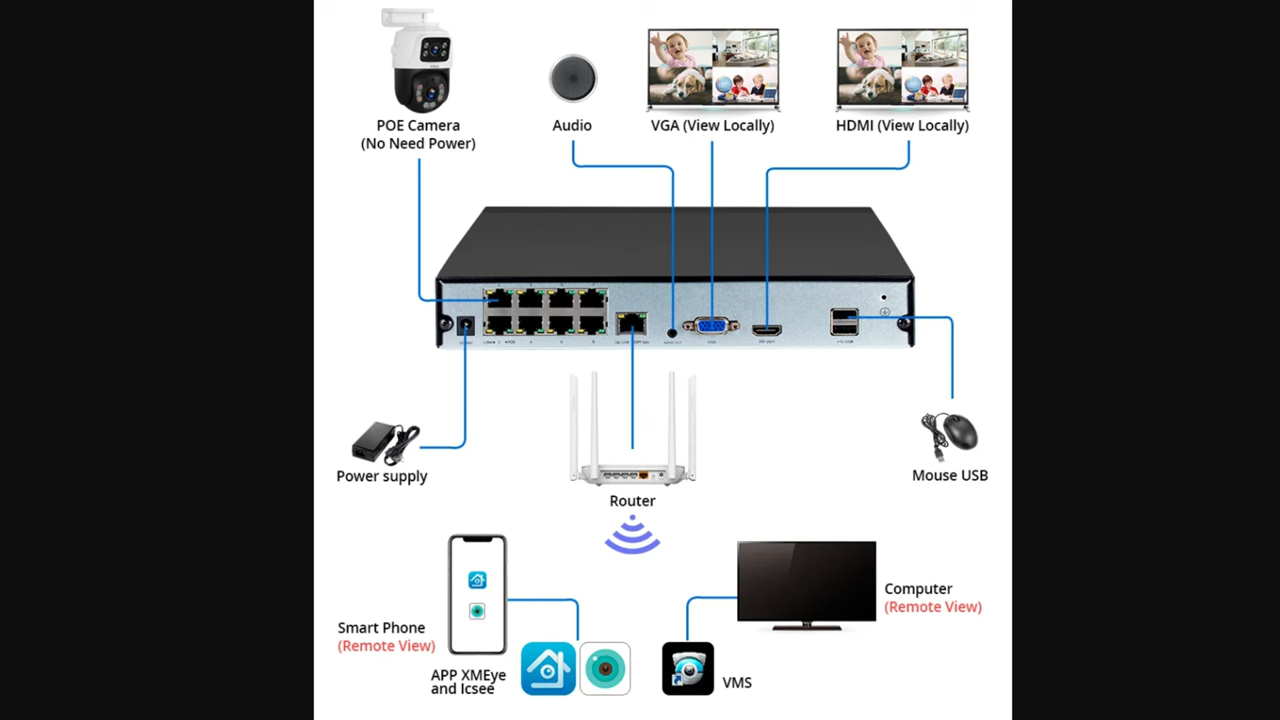 POE Camera
(No Need Power)
Audio
VGA (View Locally)
HDMI (View Locally)
VGA
Power supply
Router
Mouse USB
Smart Phone
(Remote View)
APP XMEye
and Icsee
VMS
Computer
(Remote View)